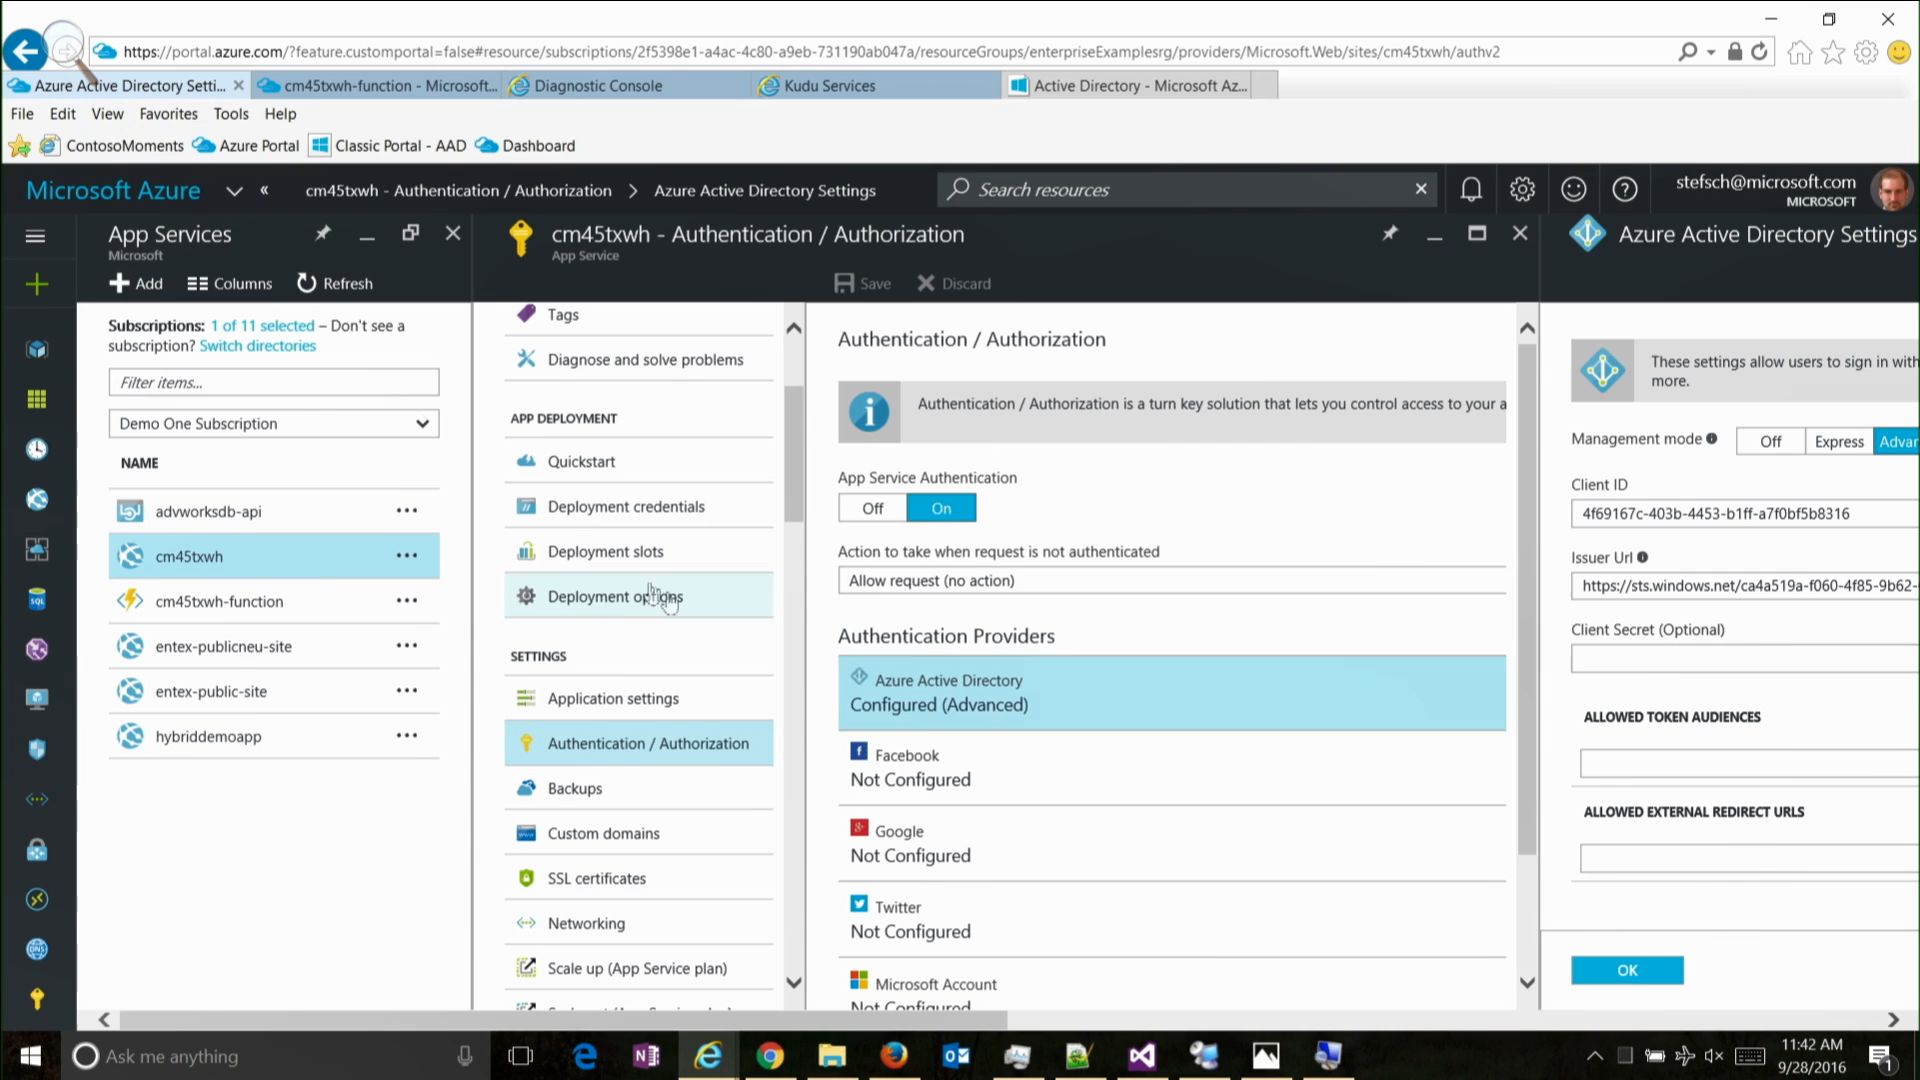 https://portal.azure.com/?feature.customportal=false#resource/subscriptions/2f5398e1-a4ac-4c80-a9eb-731190ab047a/resourceGroups/enterpriseExamplesrg/providers/Microsoft.Web/sites/cm45txwh/authv2
Azure Active Directory Setti...
cm45txwh-function - Microsoft...
Diagnostic Console
Kudu Services
Active Directory - Microsoft Az...
File Edit View Favorites Tools Help
ContosoMoments Azure Portal Classic Portal - AAD Dashboard
Microsoft Azure
cm45txwh - Authentication / Authorization > Azure Active Directory Settings
Search resources
stefsch@microsoft.com
MICROSOFT
App Services
Microsoft
Add Columns Refresh
Subscriptions: 1 of 11 selected – Don't see a
subscription? Switch directories
Filter items...
Demo One Subscription
NAME
advworksdb-api
cm45txwh
cm45txwh-function
entex-publicneu-site
entex-public-site
hybriddemoapp
cm45txwh - Authentication / Authorization
App Service
Save Discard
Tags
Diagnose and solve problems
APP DEPLOYMENT
Quickstart
Deployment credentials
Deployment slots
Deployment options
SETTINGS
Application settings
Authentication / Authorization
Backups
Custom domains
SSL certificates
Networking
Scale up (App Service plan)
Authentication / Authorization
Authentication / Authorization is a turn key solution that lets you control access to your a
App Service Authentication
Off On
Action to take when request is not authenticated
Allow request (no action)
Authentication Providers
Azure Active Directory
Configured (Advanced)
Facebook
Not Configured
Google
Not Configured
Twitter
Not Configured
Microsoft Account
Not Configured
Azure Active Directory Settings
These settings allow users to sign in with
more.
Management mode Off Express Advar
Client ID
4f69167c-403b-4453-b1ff-a7f0bf5b8316
Issuer Url
https://sts.windows.net/ca4a519a-f060-4f85-9b62-
Client Secret (Optional)
ALLOWED TOKEN AUDIENCES
ALLOWED EXTERNAL REDIRECT URLS
OK
Ask me anything
11:42 AM
9/28/2016
1